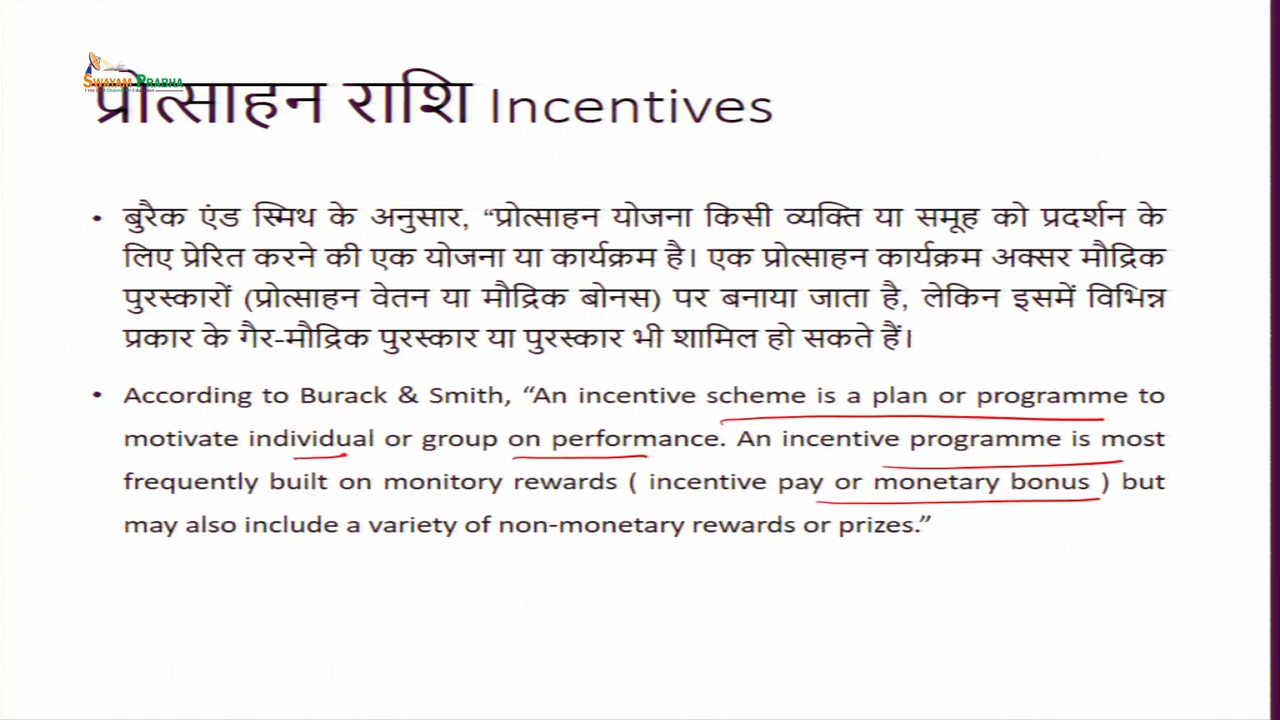 SWAYAM PRABHA
प्रोत्साहन राशि Incentives
• बुरैक एंड स्मिथ के अनुसार, “प्रोत्साहन योजना किसी व्यक्ति या समूह को प्रदर्शन के
लिए प्रेरित करने की एक योजना या कार्यक्रम है। एक प्रोत्साहन कार्यक्रम अक्सर मौद्रिक
पुरस्कारों (प्रोत्साहन वेतन या मौद्रिक बोनस) पर बनाया जाता है, लेकिन इसमें विभिन्न
प्रकार के गैर-मौद्रिक पुरस्कार या पुरस्कार भी शामिल हो सकते हैं।
• According to Burack & Smith, “An incentive scheme is a plan or programme to
motivate individual or group on performance. An incentive programme is most
frequently built on monitory rewards ( incentive pay or monetary bonus ) but
may also include a variety of non-monetary rewards or prizes.”